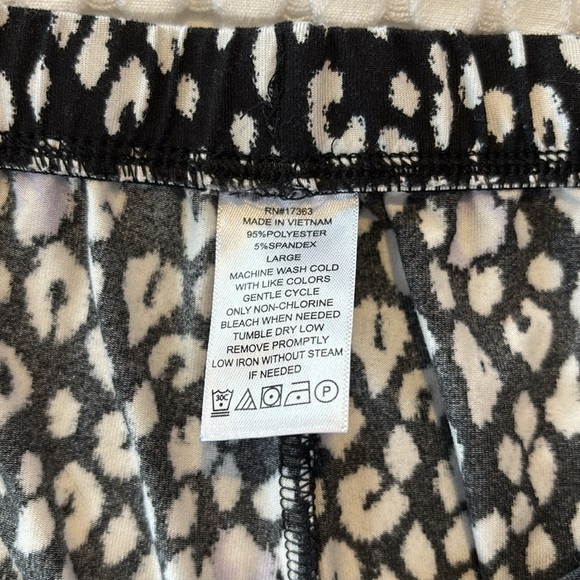 RN#17363
MADE IN VIETNAM
95%POLYESTER
5%SPANDEX
LARGE
MACHINE WASH COLD
WITH LIKE COLORS
GENTLE CYCLE
ONLY NON-CHLORINE
BLEACH WHEN NEEDED
TUMBLE DRY LOW
REMOVE PROMPTLY
LOW IRON WITHOUT STEAM
IF NEEDED
30C P